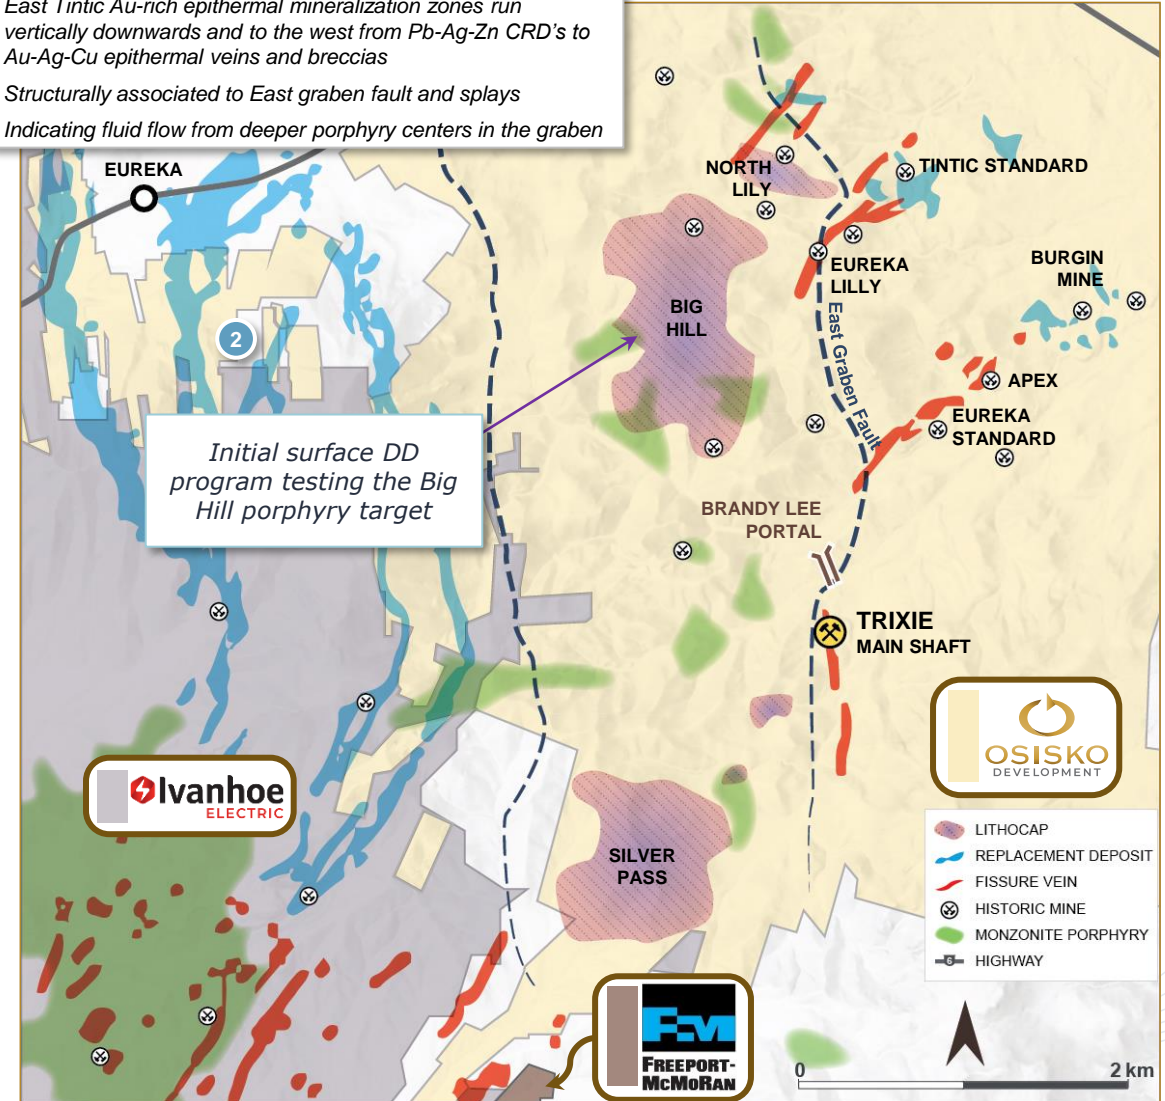 East Tintic Au-rich epithermal mineralization zones run
vertically downwards and to the west from Pb-Ag-Zn CRD's to
Au-Ag-Cu epithermal veins and breccias
Structurally associated to East graben fault and splays
Indicating fluid flow from deeper porphyry centers in the graben
EUREKA
NORTH
LILY
TINTIC STANDARD
EUREKA
LILLY
BURGIN
MINE
BIG
HILL
2
East Graben Fault
APEX
EUREKA
STANDARD
Initial surface DD
program testing the Big
Hill porphyry target
BRANDY LEE
PORTAL
TRIXIE
MAIN SHAFT
OSISKO
DEVELOPMENT
Ivanhoe
ELECTRIC
SILVER
PASS
LITHOCAP
REPLACEMENT DEPOSIT
FISSURE VEIN
HISTORIC MINE
MONZONITE PORPHYRY
6 HIGHWAY
FM
FREEPORT-
MCMORAN
0 2 km